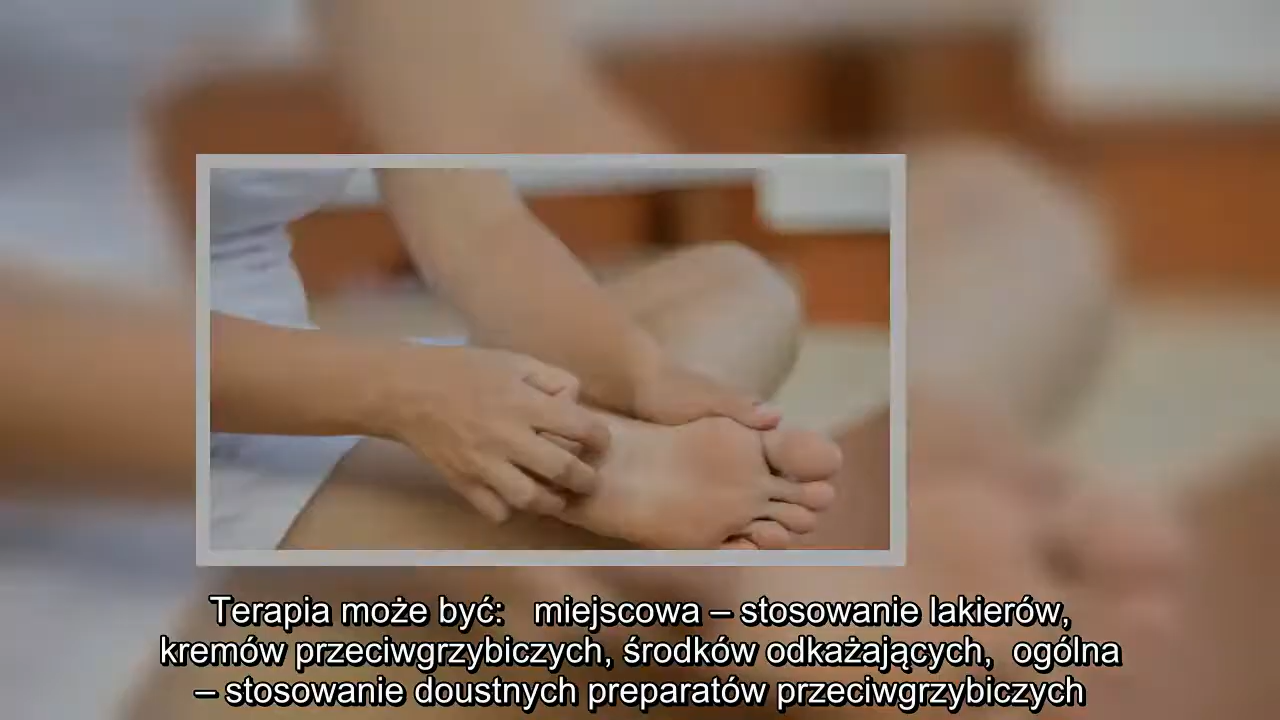 Terapia może być: miejscowa – stosowanie lakierów,
kremów przeciwgrzybiczych, środków odkażających, ogólna
– stosowanie doustnych preparatów przeciwgrzybiczych